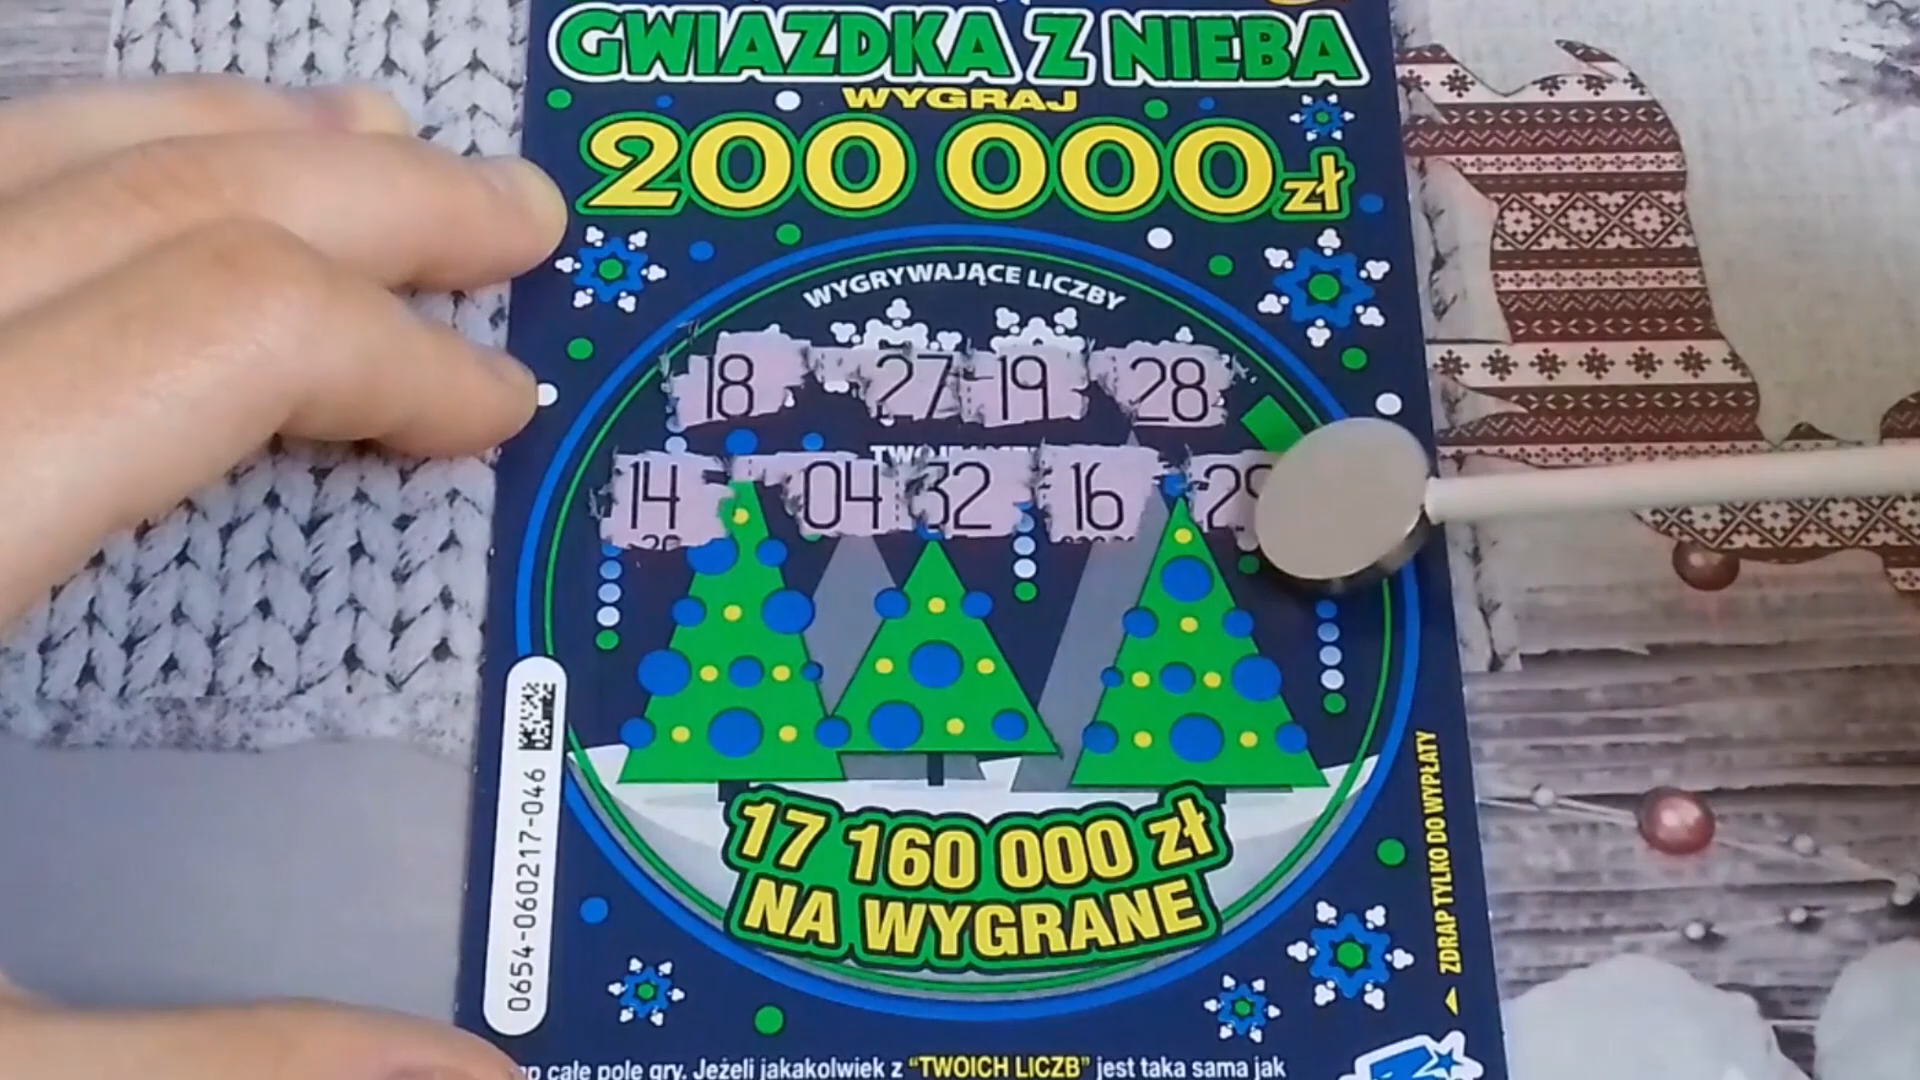 GWIAZDKA Z NIEBA
WYGRAJ
200 000 zł
WYGRYWAJĄCE LICZBY
18 27 19 28
14 04 32 16
17 160 000 zł
NA WYGRANE
0654-060217-046
ZDRAP TYLKO DO WYPŁATY
całe pole gry. Jeżeli jakakolwiek z "TWOICH LICZB" jest taka sama jak